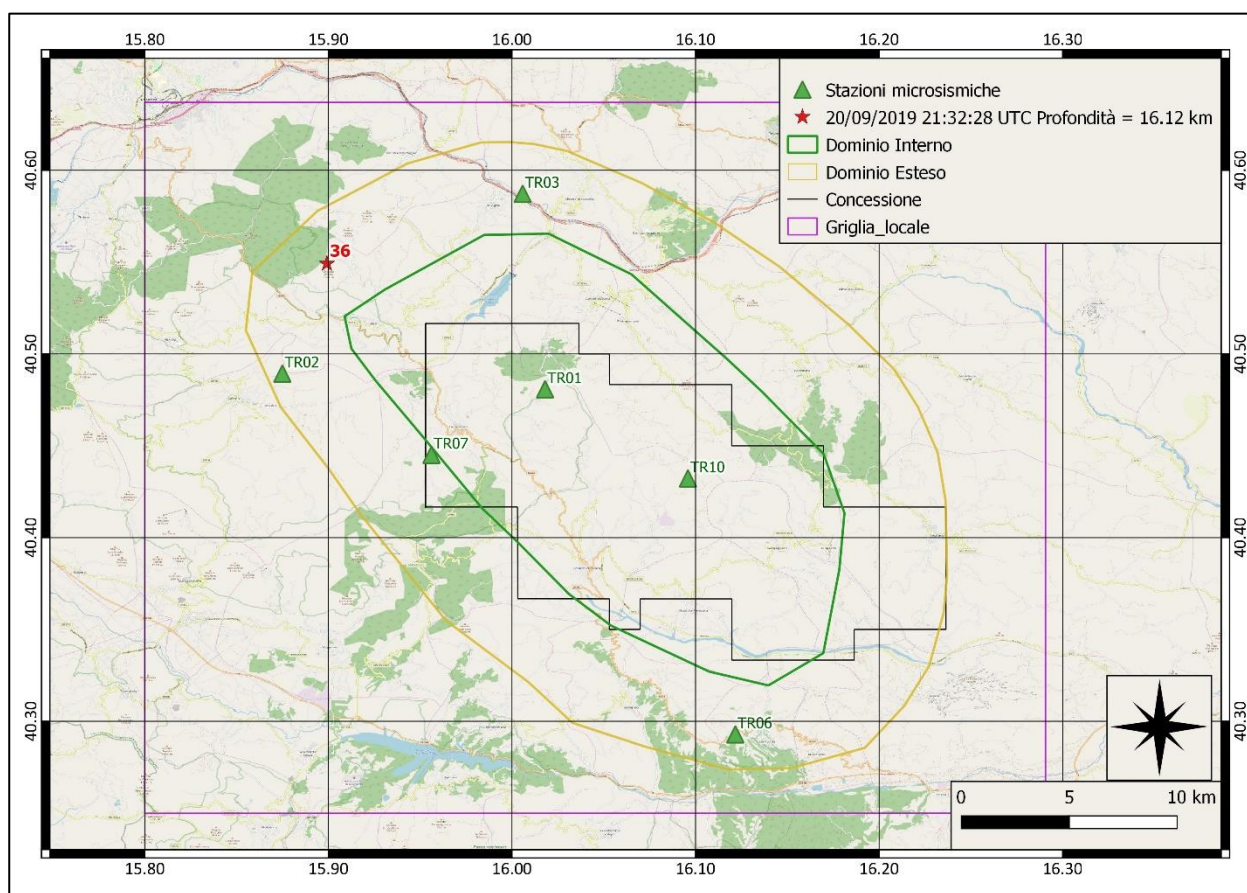 15.80 15.90 16.00 16.10 16.20 16.30
Stazioni microsismiche
20/09/2019 21:32:28 UTC Profondità = 16.12 km
Dominio Interno
Dominio Esteso
Concessione
Griglia_locale
40.60 40.60
TR03
36
40.50 40.50
TR02
TR01
TR07
TR10
40.40 40.40
40.30 40.30
TR06
0 5 10 km
15.80 15.90 16.00 16.10 16.20 16.30